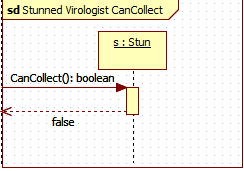 sd Stunned Virologist CanCollect
s : Stun
CanCollect(): boolean
false